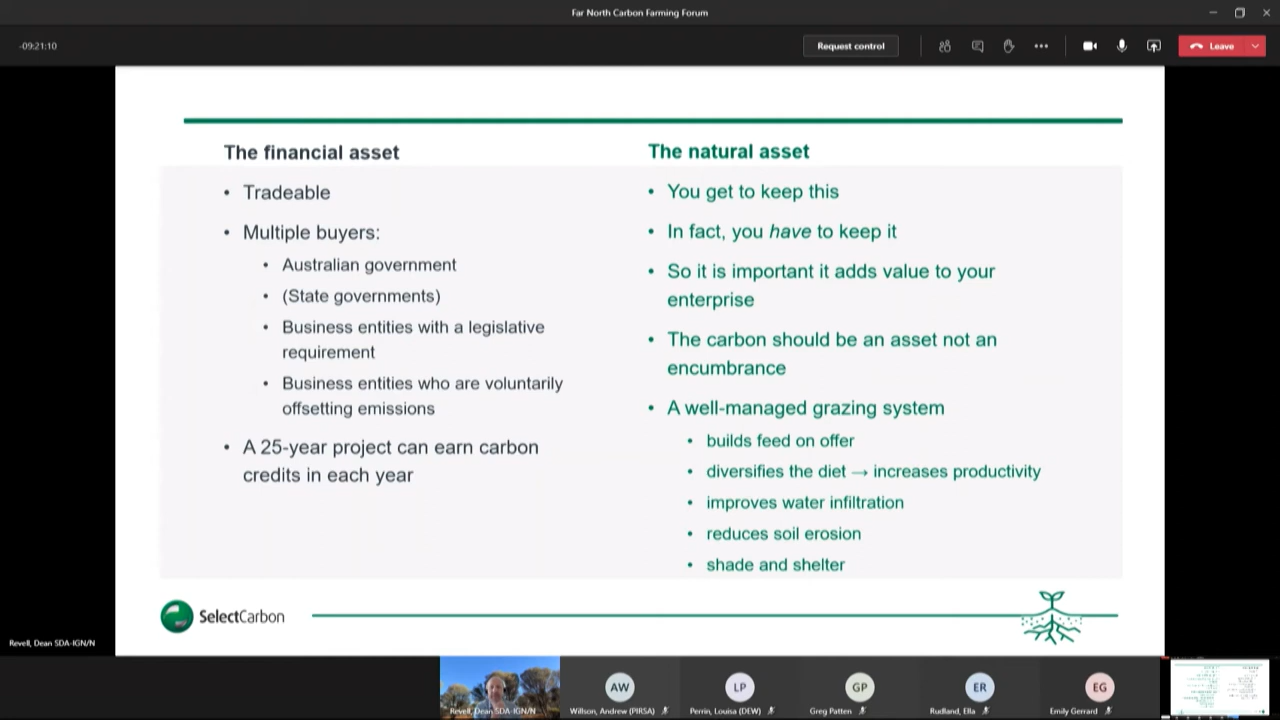 Far North Carbon Farming Forum
-09:21:10
Request control
Leave
The financial asset
• Tradeable
• Multiple buyers:
• Australian government
• (State governments)
• Business entities with a legislative
requirement
• Business entities who are voluntarily
offsetting emissions
• A 25-year project can earn carbon
credits in each year
The natural asset
• You get to keep this
• In fact, you have to keep it
• So it is important it adds value to your
enterprise
• The carbon should be an asset not an
encumbrance
• A well-managed grazing system
• builds feed on offer
• diversifies the diet → increases productivity
• improves water infiltration
• reduces soil erosion
• shade and shelter
SelectCarbon
Revell, Dean SDA-IGN/N
Revell, Dean SDA-IGN/N
AW
Willson, Andrew (PIRSA)
LP
Perrin, Louisa (DEW)
GP
Greg Patten
ER
Rudland, Ella
EG
Emily Gerrard